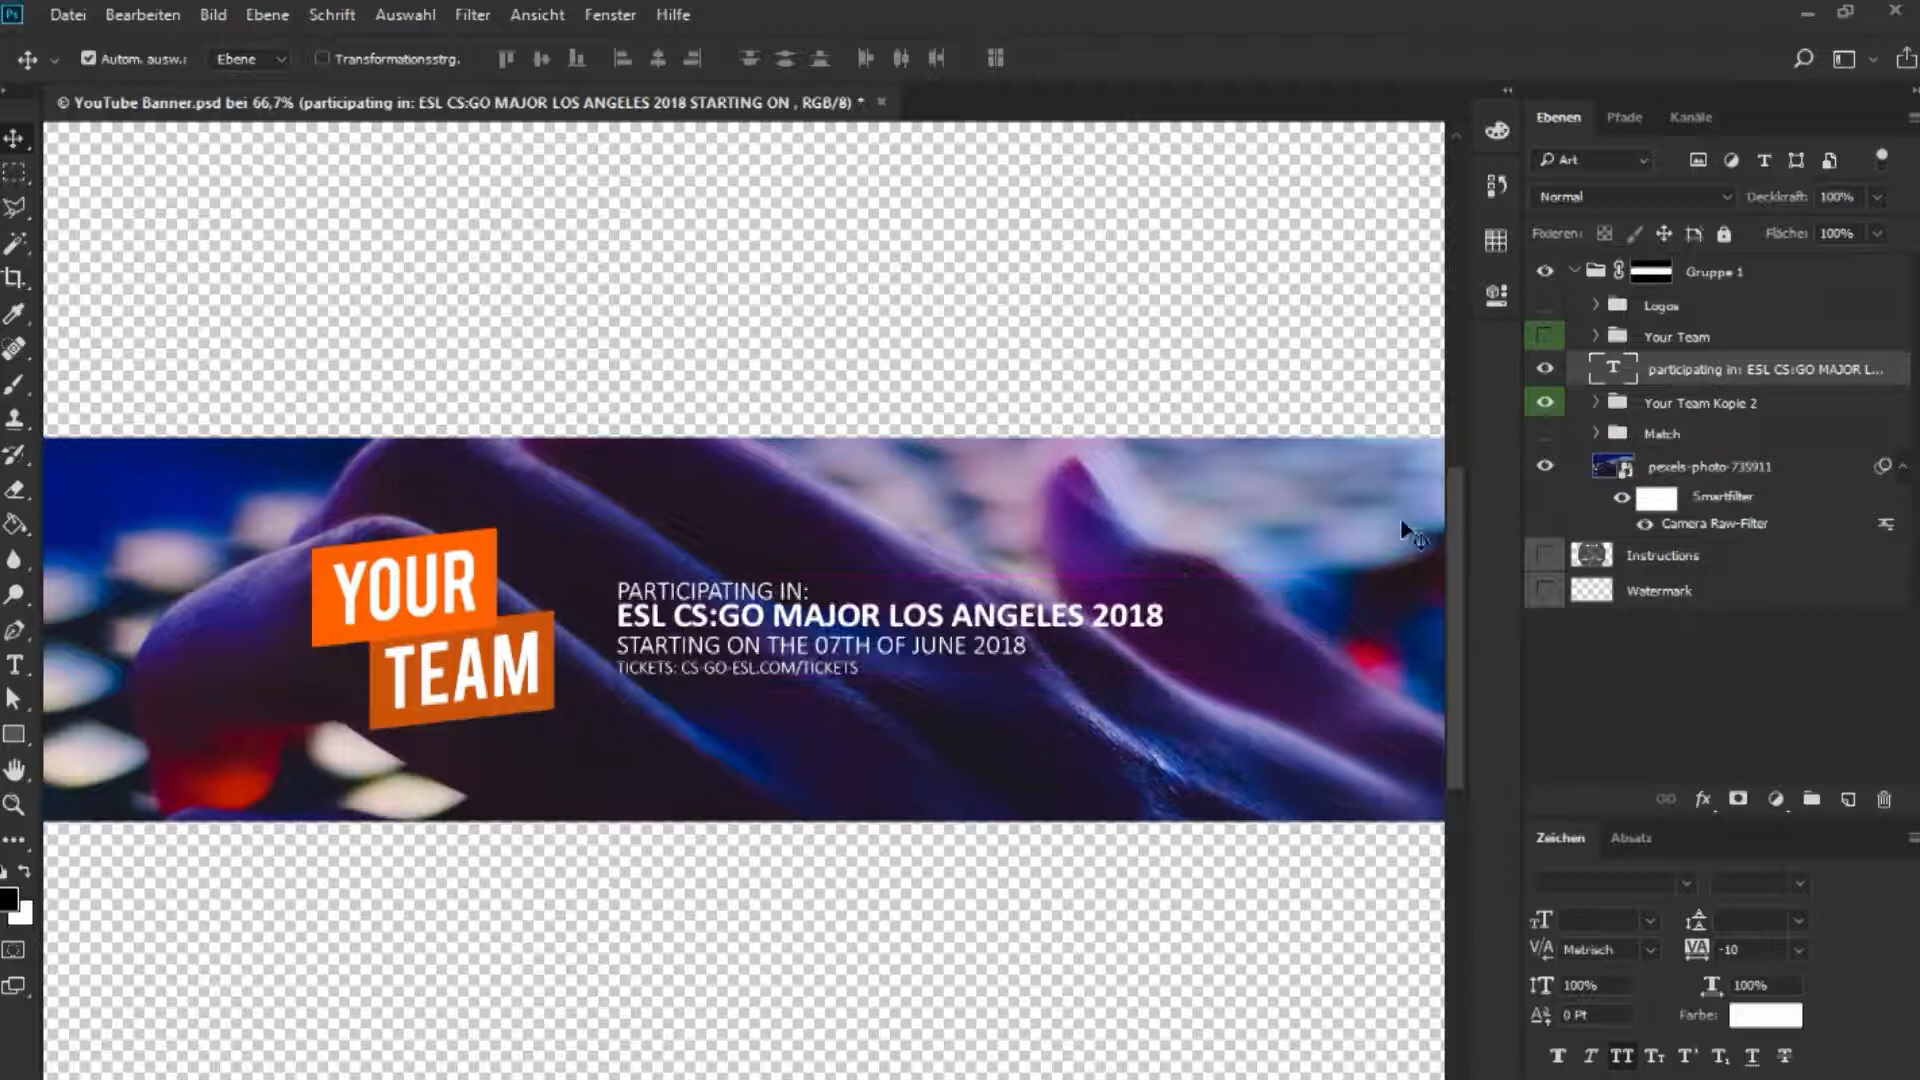 Ps Datei Bearbeiten Bild Ebene Schrift Auswahl Filter Ansicht Fenster Hilfe
Autom. ausw.: Ebene Transformationsstrg.
© YouTube Banner.psd bei 66,7% (participating in: ESL CS:GO MAJOR LOS ANGELES 2018 STARTING ON , RGB/8) *
Ebenen Pfade Kanäle
Art
Normal Deckkraft: 100%
Fixieren: Fläche: 100%
Gruppe 1
Logos
Your Team
participating in: ESL CS:GO MAJOR L...
Your Team Kopie 2
Match
pexels-photo-735911
Smartfilter
Camera Raw-Filter
Instructions
Watermark
YOUR
TEAM
PARTICIPATING IN:
ESL CS:GO MAJOR LOS ANGELES 2018
STARTING ON THE 07TH OF JUNE 2018
TICKETS: CS-GO-ESL.COM/TICKETS
Zeichen Absatz
Metrisch -10
100% 100%
0 Pt Farbe: